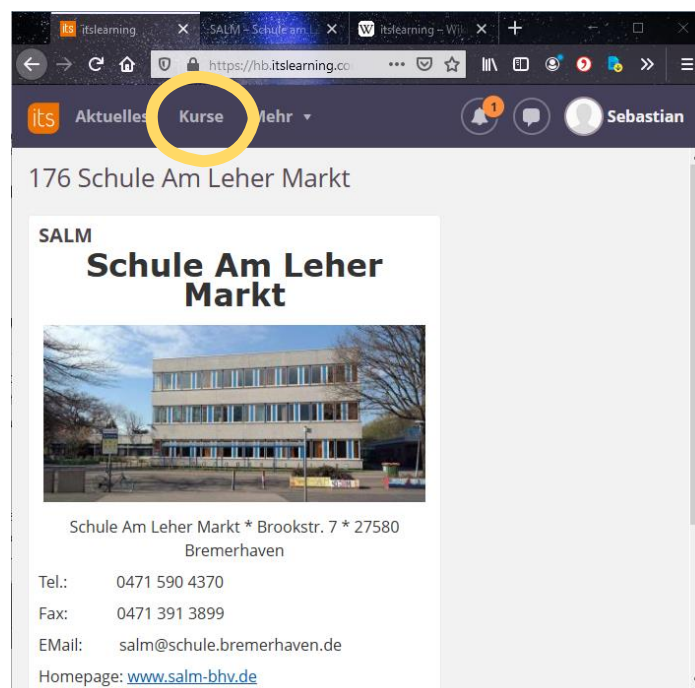 its itslearning
SALM – Schule am L
W itslearning – Wik
https://hb.itslearning.co
its Aktuelles Kurse Mehr 1 Sebastian
176 Schule Am Leher Markt
SALM
Schule Am Leher
Markt
Schule Am Leher Markt * Brookstr. 7 * 27580
Bremerhaven
Tel.: 0471 590 4370
Fax: 0471 391 3899
EMail: salm@schule.bremerhaven.de
Homepage: www.salm-bhv.de